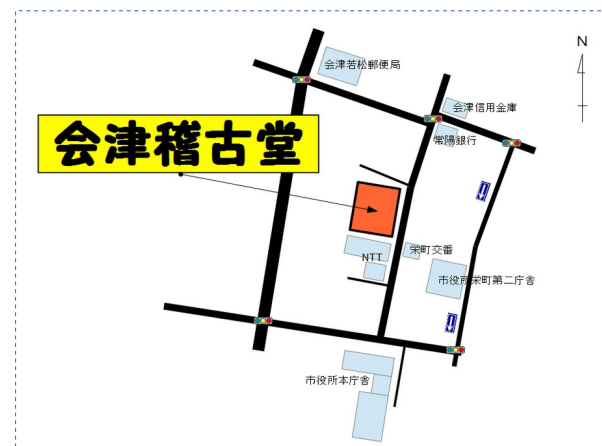 会津若松郵便局
N
会津信用金庫
会津稽古堂
常陽銀行
栄町交番
NTT
市役所栄町第二庁舎
市役所本庁舎